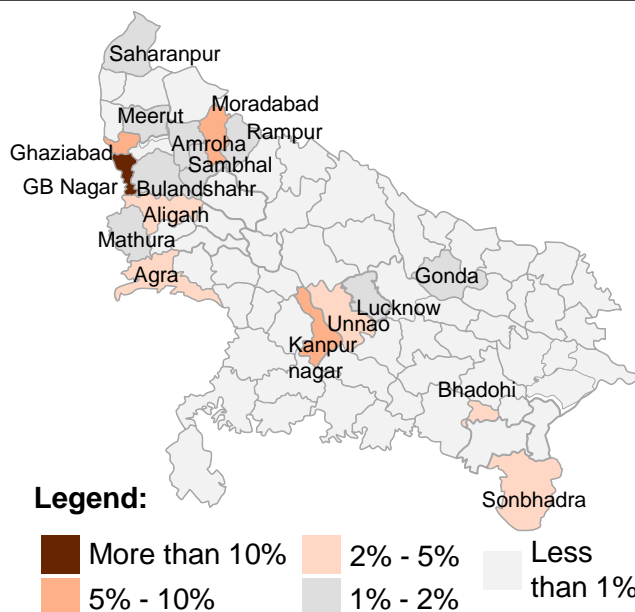 Saharanpur
Moradabad
Meerut
Rampur
Amroha
Ghaziabad
Sambhal
GB Nagar
Bulandshahr
Aligarh
Mathura
Agra
Gonda
Lucknow
Unnao
Kanpur
nagar
Bhadohi
Sonbhadra
Legend:
More than 10%
2% - 5%
Less
than 1%
5% - 10%
1% - 2%